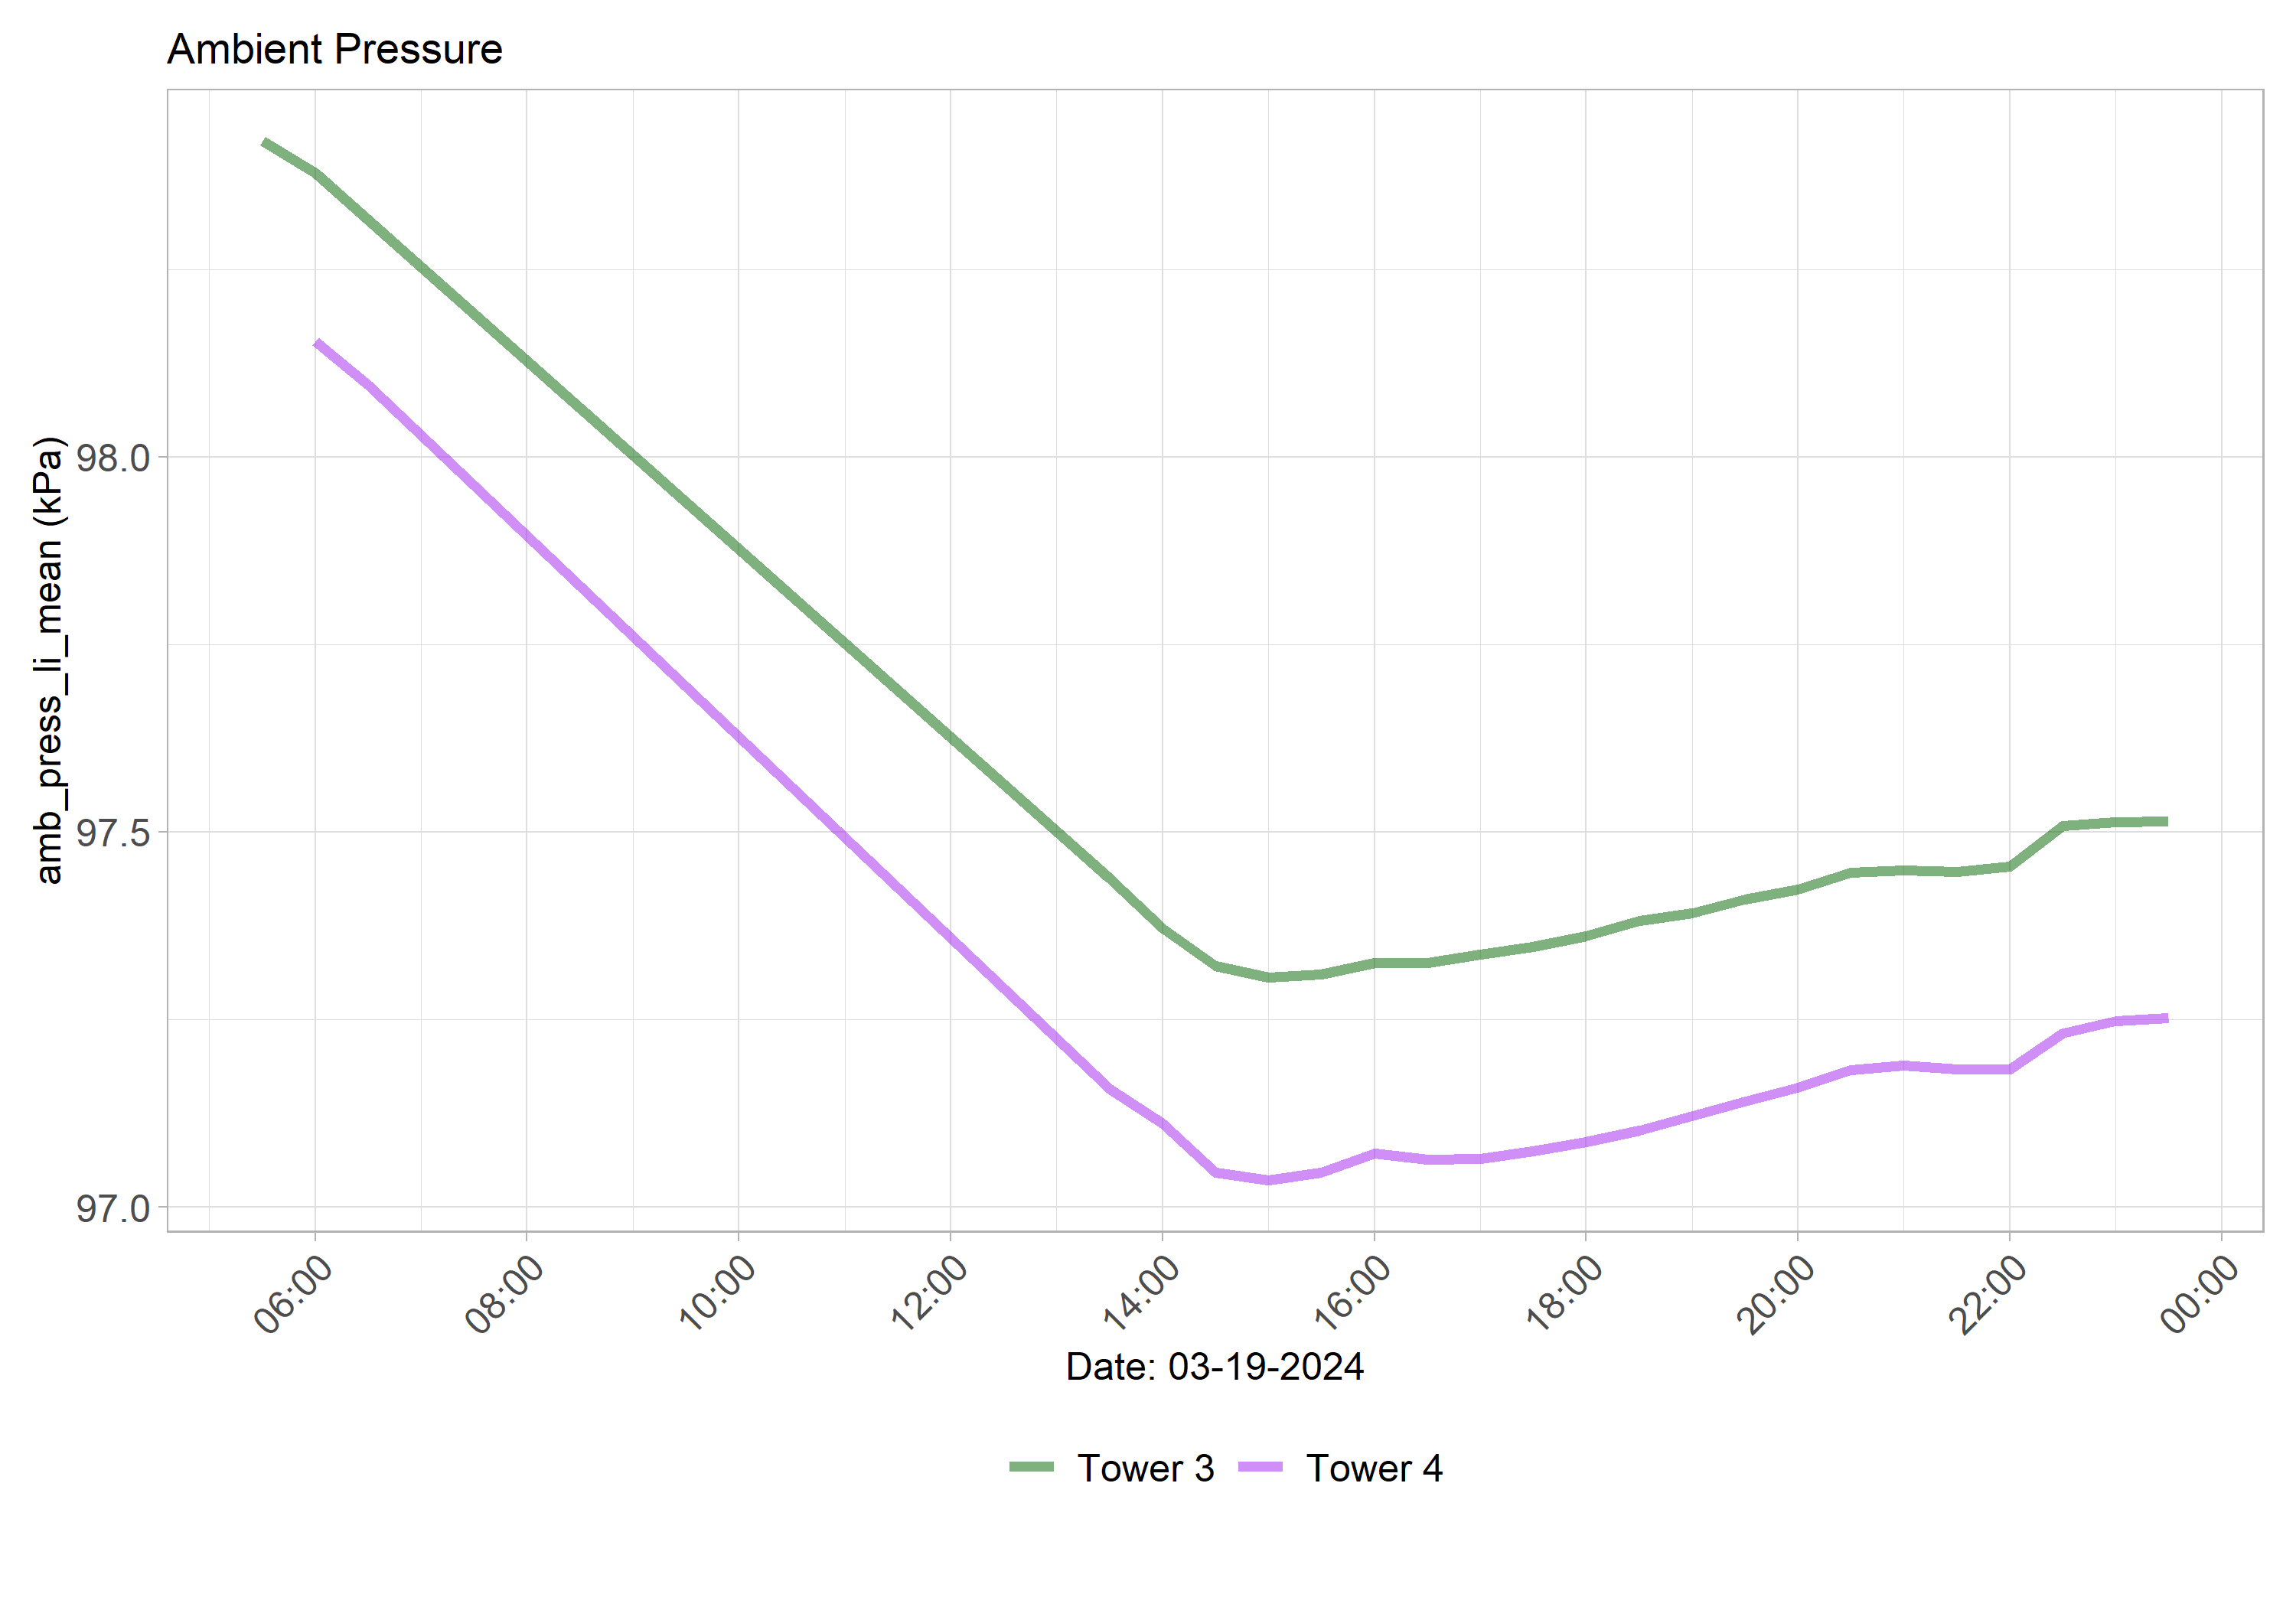 Ambient Pressure
amb_press_li_mean (kPa)
98.0
97.5
97.0
06:00 08:00 10:00 12:00 14:00 16:00 18:00 20:00 22:00 00:00
Date: 03-19-2024
Tower 3 Tower 4